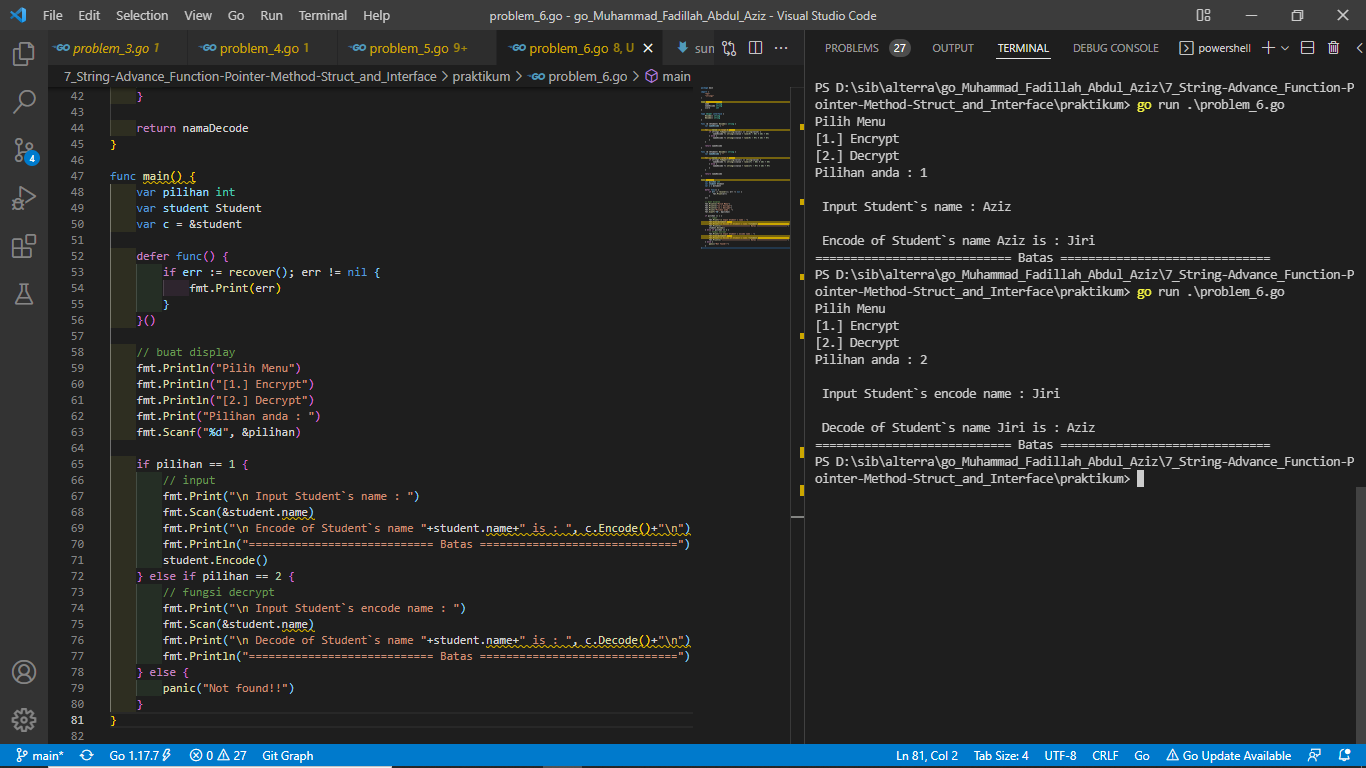 File Edit Selection View Go Run Terminal Help
problem_6.go - go_Muhammad_Fadillah_Abdul_Aziz - Visual Studio Code
problem_3.go 1 problem_4.go 1 problem_5.go 9+ problem_6.go 8, U sun
7_String-Advance_Function-Pointer-Method-Struct_and_Interface > praktikum > problem_6.go > main
42 }
43
44 return namaDecode
45 }
46
47 func main() {
48 var pilihan int
49 var student Student
50 var c = &student
51
52 defer func() {
53 if err := recover(); err != nil {
54 fmt.Print(err)
55 }
56 }()
57
58 // buat display
59 fmt.Println("Pilih Menu")
60 fmt.Println("[1.] Encrypt")
61 fmt.Println("[2.] Decrypt")
62 fmt.Print("Pilihan anda : ")
63 fmt.Scanf("%d", &pilihan)
64
65 if pilihan == 1 {
66 // input
67 fmt.Print("\n Input Student`s name : ")
68 fmt.Scan(&student.name)
69 fmt.Print("\n Encode of Student`s name "+student.name+" is : ", c.Encode()+"\n")
70 fmt.Println("============================ Batas ==============================")
71 student.Encode()
72 } else if pilihan == 2 {
73 // fungsi decrypt
74 fmt.Print("\n Input Student`s encode name : ")
75 fmt.Scan(&student.name)
76 fmt.Print("\n Decode of Student`s name "+student.name+" is : ", c.Decode()+"\n")
77 fmt.Println("============================ Batas ==============================")
78 } else {
79 panic("Not found!!")
80 }
81 }
82
PROBLEMS 27 OUTPUT TERMINAL DEBUG CONSOLE powershell
PS D:\sib\alterra\go_Muhammad_Fadillah_Abdul_Aziz\7_String-Advance_Function-P
ointer-Method-Struct_and_Interface\praktikum> go run .\problem_6.go
Pilih Menu
[1.] Encrypt
[2.] Decrypt
Pilihan anda : 1
Input Student`s name : Aziz
Encode of Student`s name Aziz is : Jiri
============================ Batas ==============================
PS D:\sib\alterra\go_Muhammad_Fadillah_Abdul_Aziz\7_String-Advance_Function-P
ointer-Method-Struct_and_Interface\praktikum> go run .\problem_6.go
Pilih Menu
[1.] Encrypt
[2.] Decrypt
Pilihan anda : 2
Input Student`s encode name : Jiri
Decode of Student`s name Jiri is : Aziz
============================ Batas ==============================
PS D:\sib\alterra\go_Muhammad_Fadillah_Abdul_Aziz\7_String-Advance_Function-P
ointer-Method-Struct_and_Interface\praktikum>
4
main* Go 1.17.7 0 27 Git Graph Ln 81, Col 2 Tab Size: 4 UTF-8 CRLF Go Go Update Available